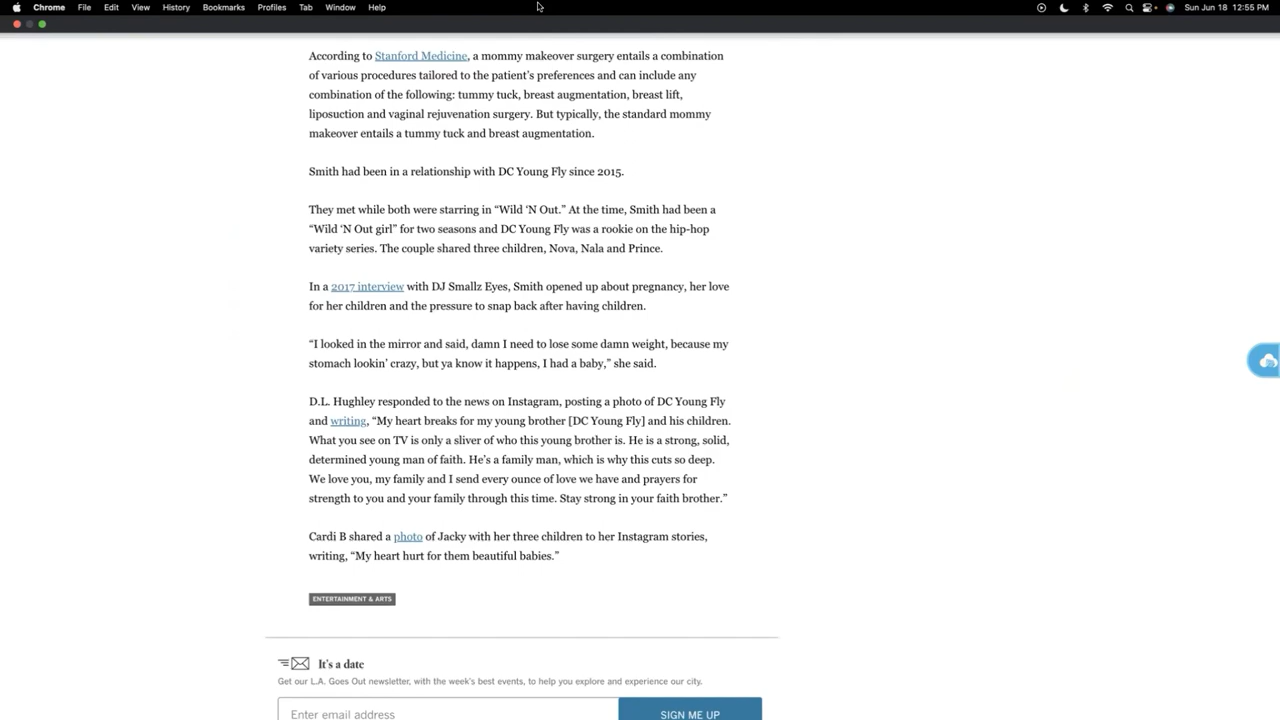 Chrome File Edit View History Bookmarks Profiles Tab Window Help Sun Jun 18 12:55 PM
According to Stanford Medicine, a mommy makeover surgery entails a combination
of various procedures tailored to the patient’s preferences and can include any
combination of the following: tummy tuck, breast augmentation, breast lift,
liposuction and vaginal rejuvenation surgery. But typically, the standard mommy
makeover entails a tummy tuck and breast augmentation.
Smith had been in a relationship with DC Young Fly since 2015.
They met while both were starring in “Wild ‘N Out.” At the time, Smith had been a
“Wild ‘N Out girl” for two seasons and DC Young Fly was a rookie on the hip-hop
variety series. The couple shared three children, Nova, Nala and Prince.
In a 2017 interview with DJ Smallz Eyes, Smith opened up about pregnancy, her love
for her children and the pressure to snap back after having children.
“I looked in the mirror and said, damn I need to lose some damn weight, because my
stomach lookin’ crazy, but ya know it happens, I had a baby,” she said.
D.L. Hughley responded to the news on Instagram, posting a photo of DC Young Fly
and writing, “My heart breaks for my young brother [DC Young Fly] and his children.
What you see on TV is only a sliver of who this young brother is. He is a strong, solid,
determined young man of faith. He’s a family man, which is why this cuts so deep.
We love you, my family and I send every ounce of love we have and prayers for
strength to you and your family through this time. Stay strong in your faith brother.”
Cardi B shared a photo of Jacky with her three children to her Instagram stories,
writing, “My heart hurt for them beautiful babies.”
ENTERTAINMENT & ARTS
It’s a date
Get our L.A. Goes Out newsletter, with the week’s best events, to help you explore and experience our city.
Enter email address SIGN ME UP